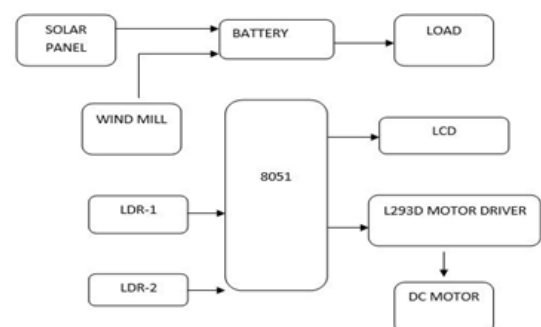 SOLAR
PANEL
BATTERY
LOAD
WIND MILL
8051
LCD
LDR-1
L293D MOTOR DRIVER
LDR-2
DC MOTOR